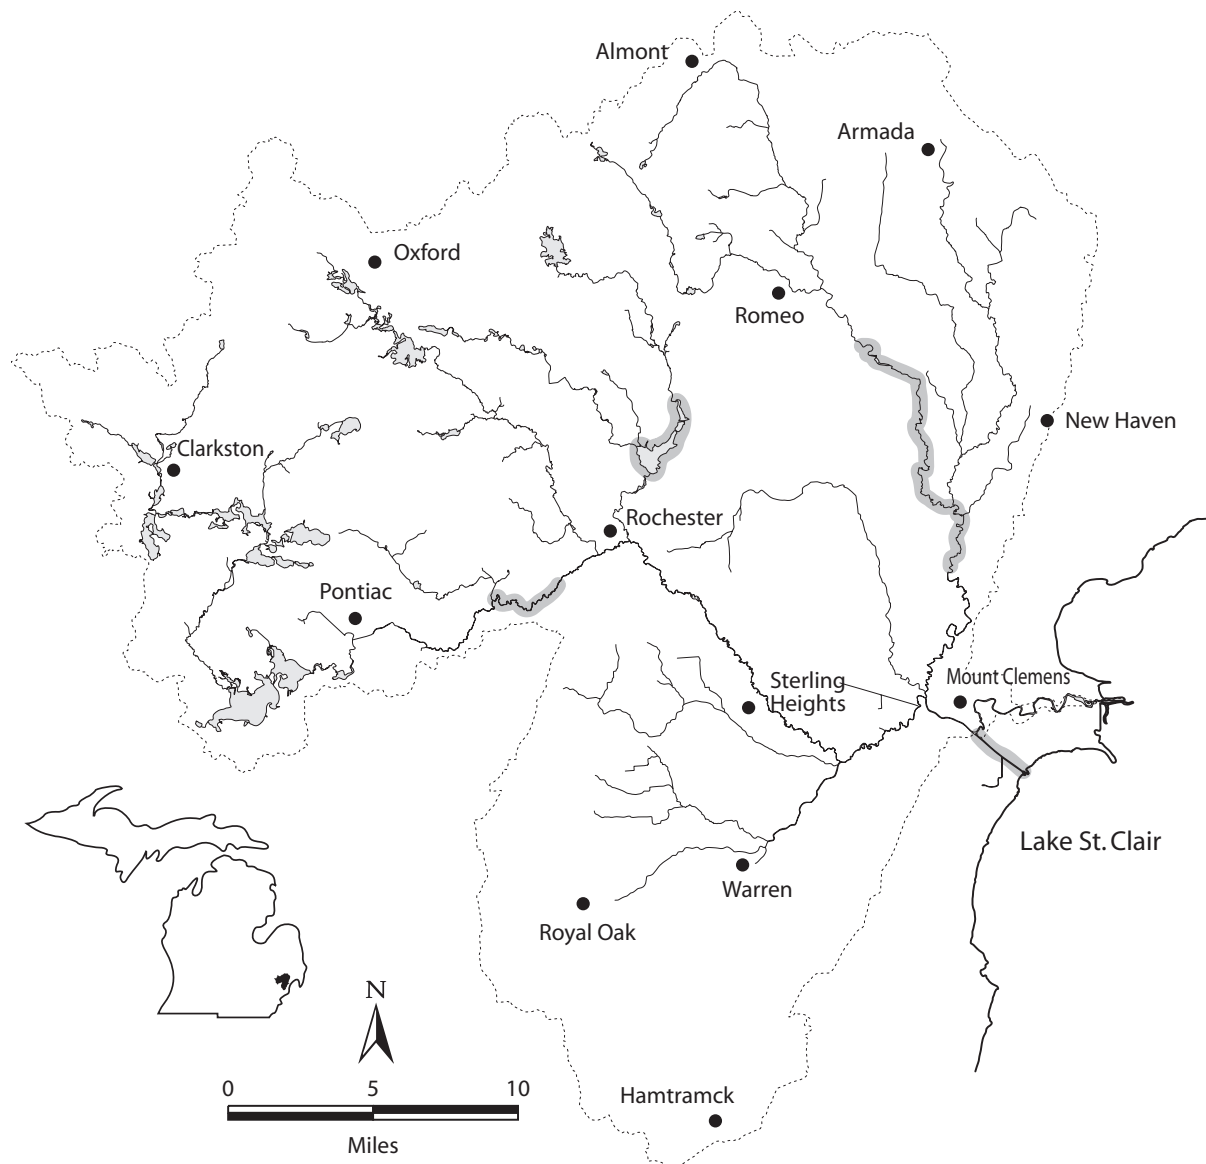 Almont
Armada
Oxford
Romeo
New Haven
Clarkston
Rochester
Pontiac
Mount Clemens
Sterling
Heights
Lake St. Clair
Warren
Royal Oak
N
0 5 10
Hamtramck
Miles